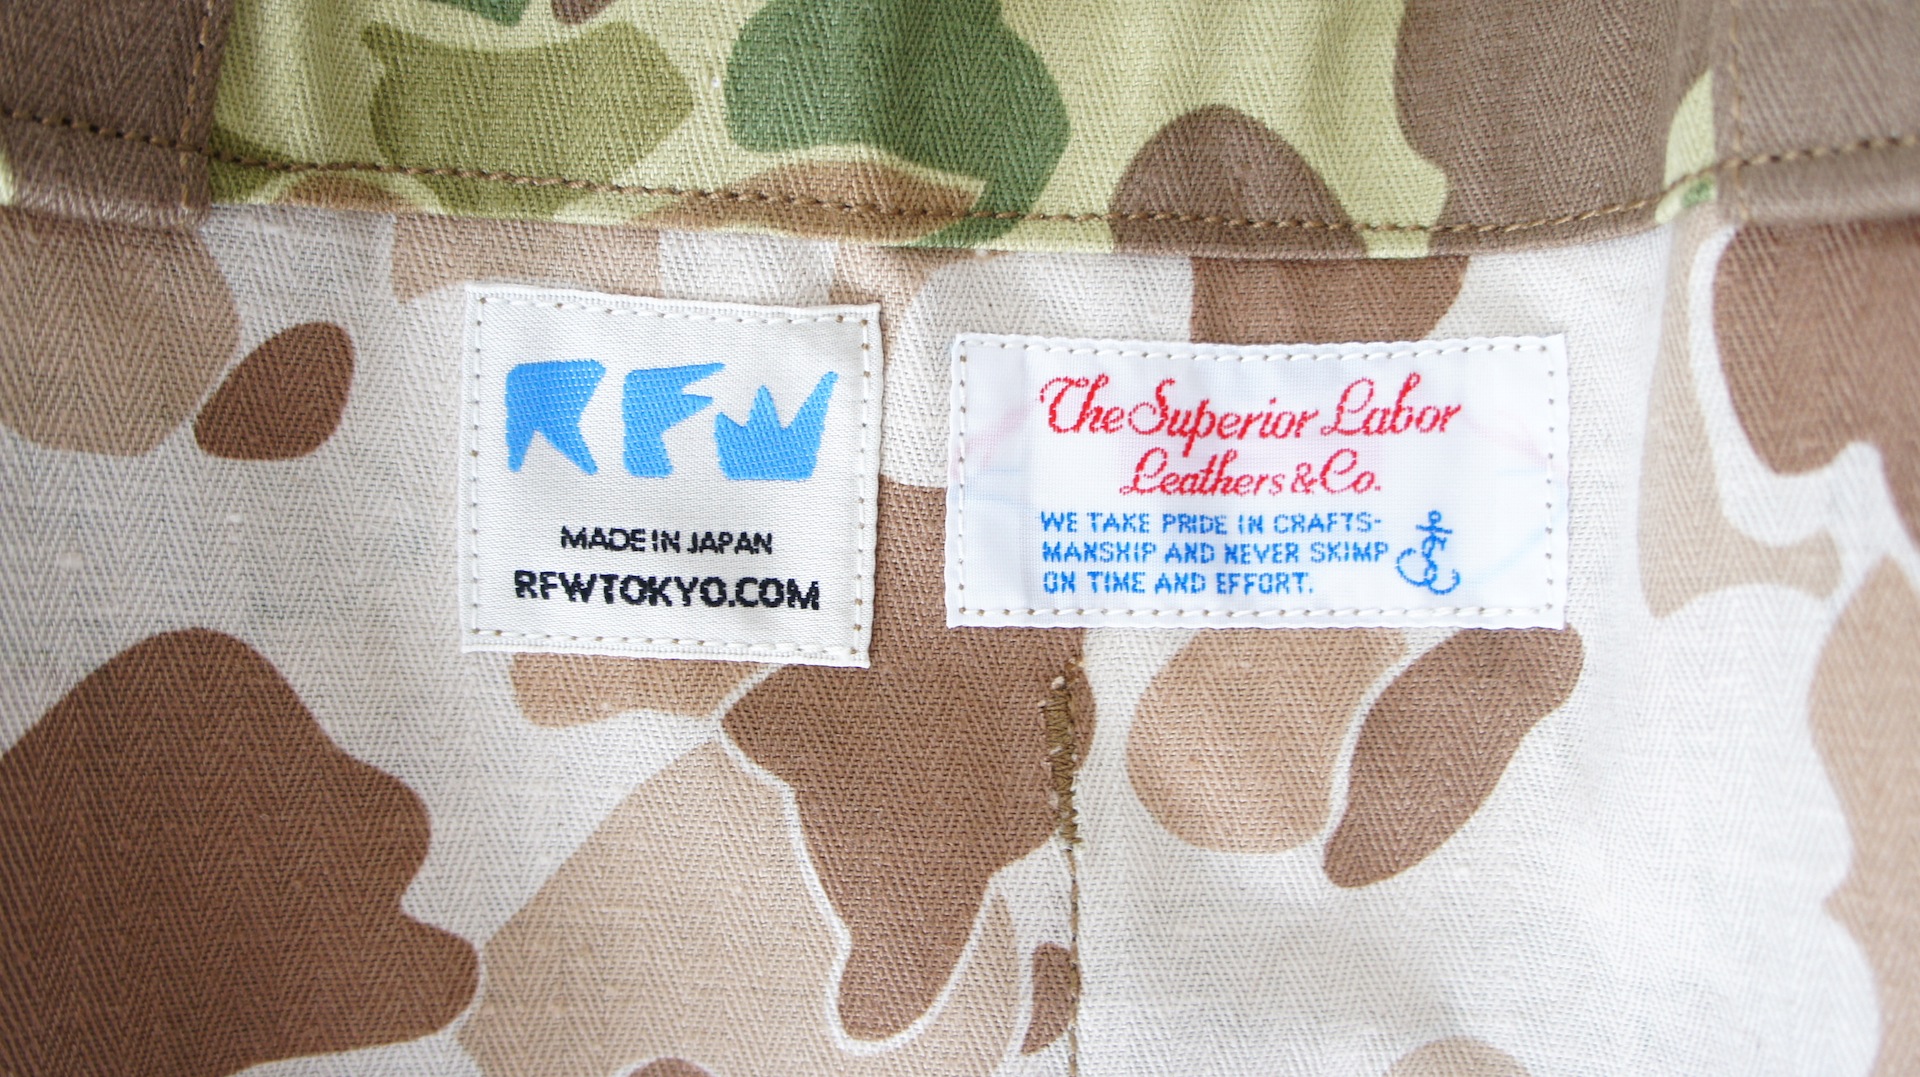 RFW
MADE IN JAPAN
RFWTOKYO.COM
The Superior Labor
Leathers & Co.
WE TAKE PRIDE IN CRAFTS-
MANSHIP AND NEVER SKIMP
ON TIME AND EFFORT.